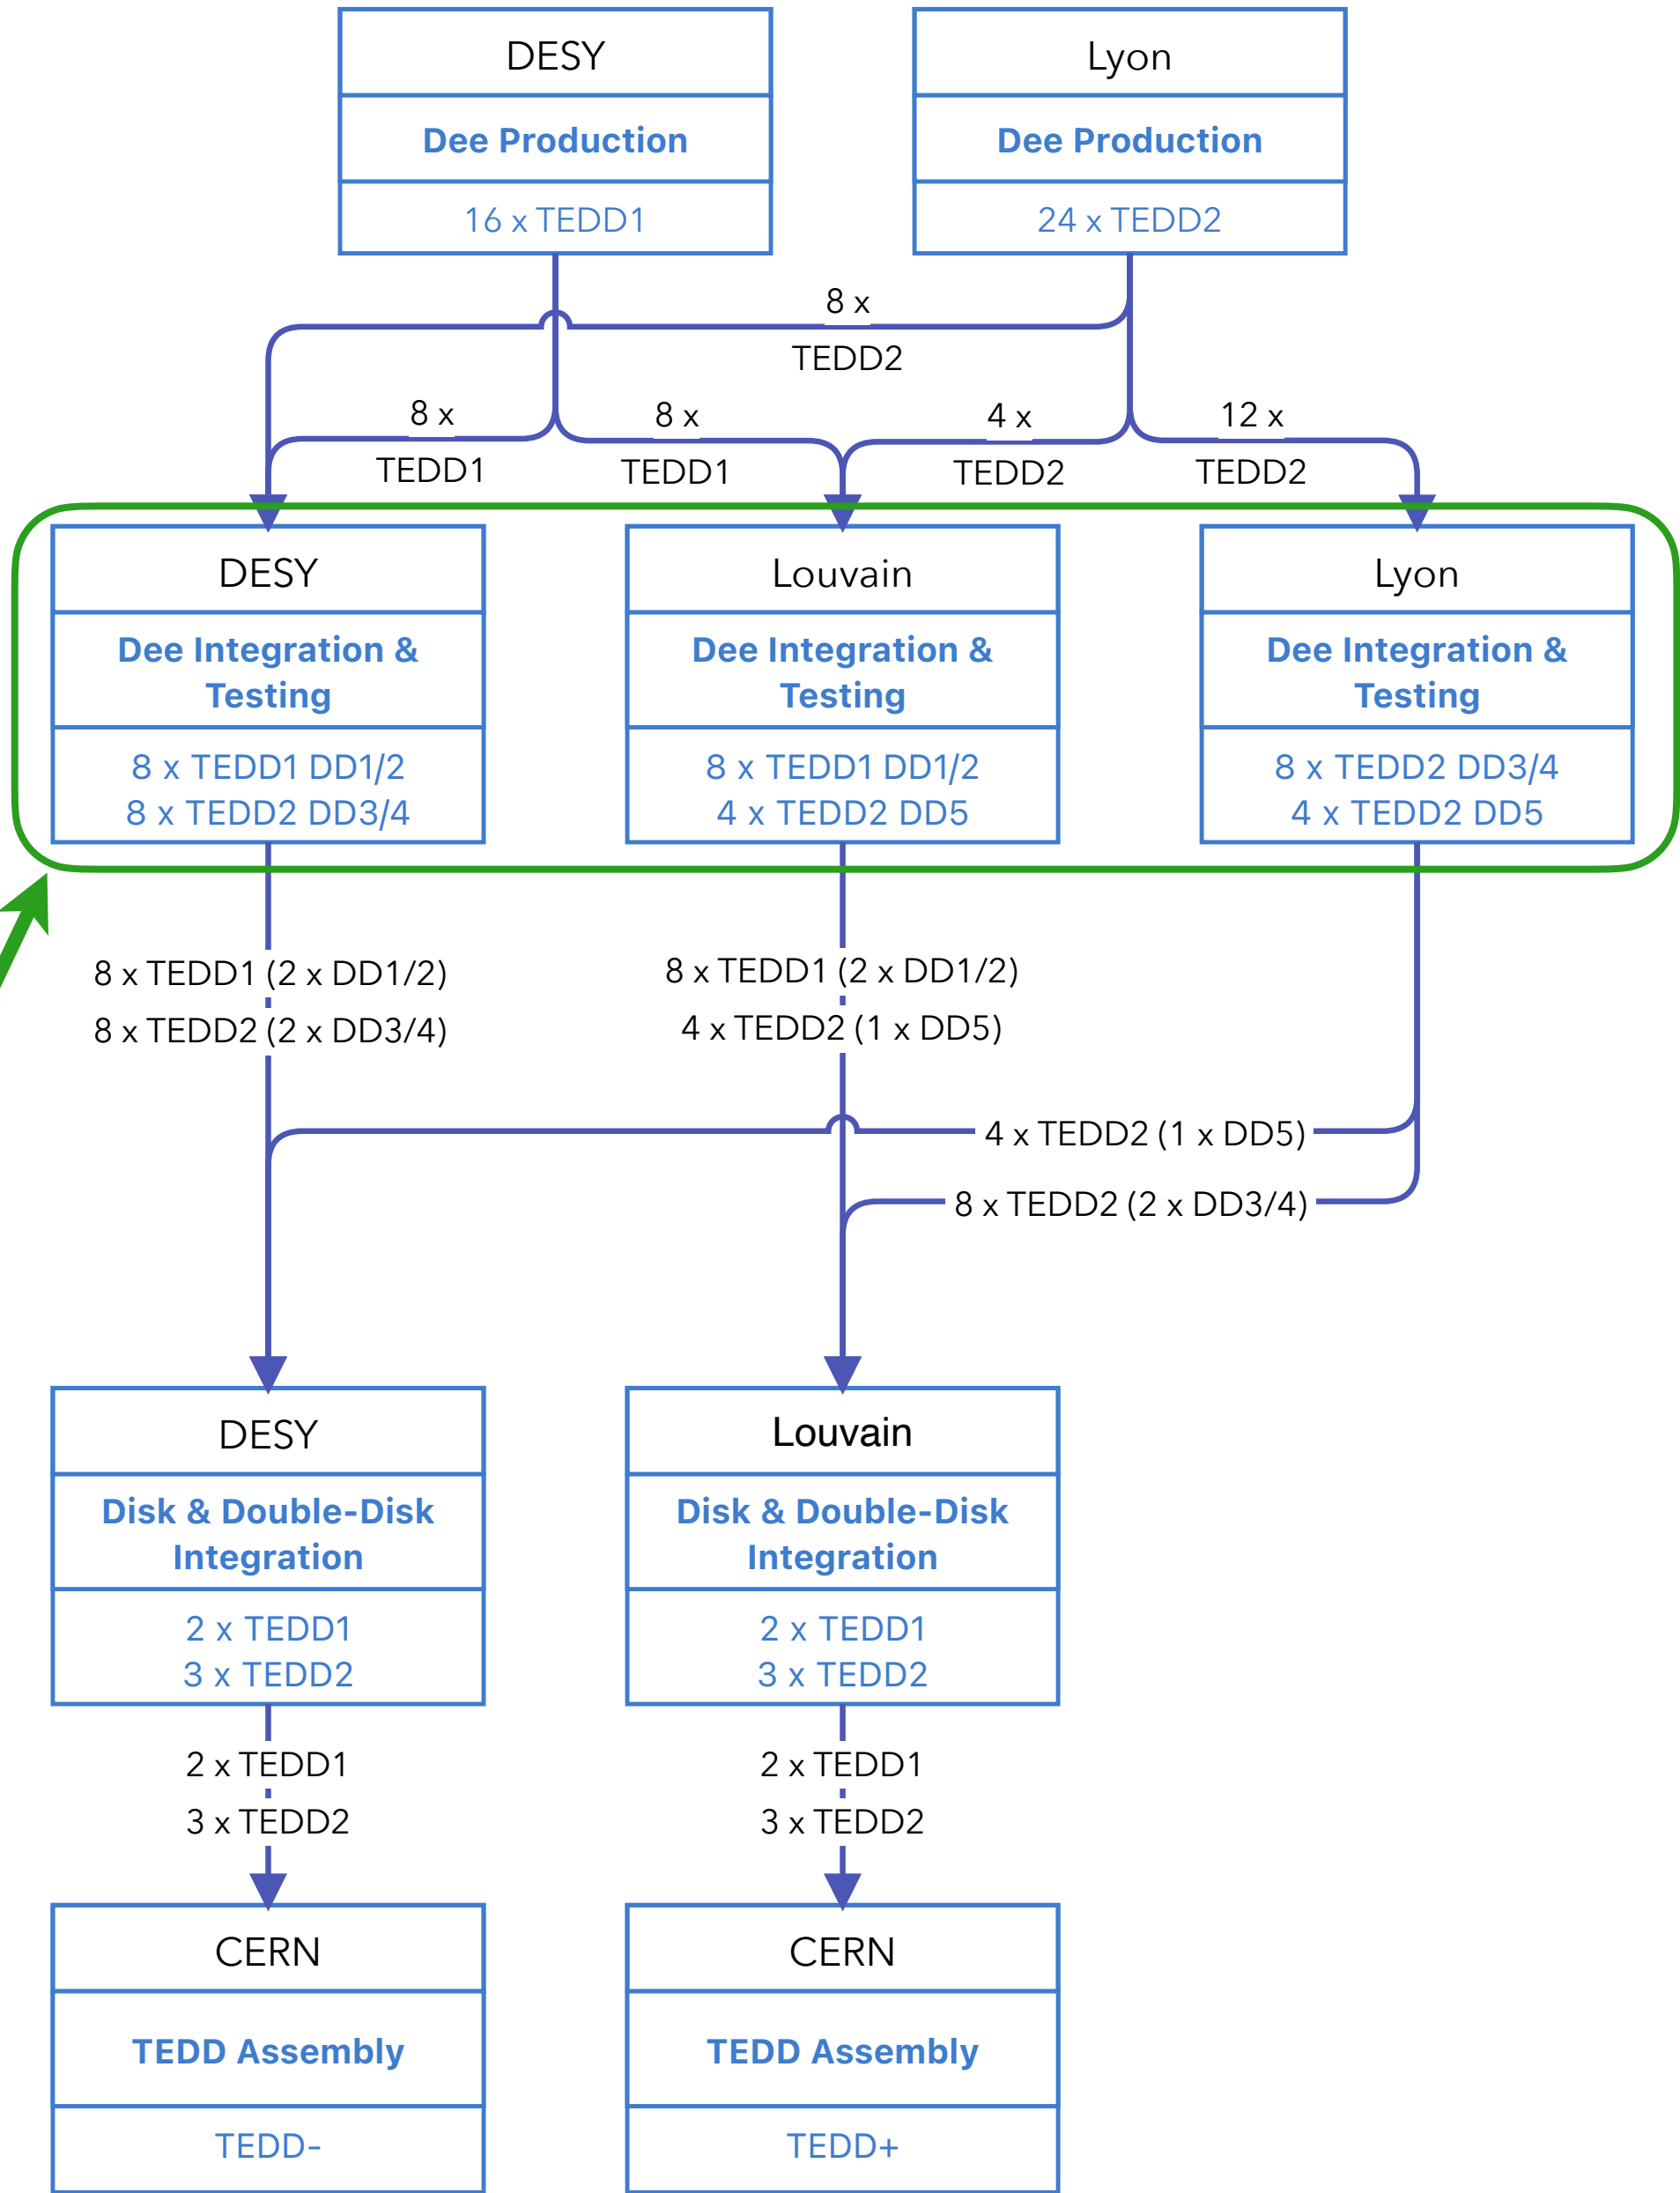 DESY
Dee Production
16 x TEDD1
Lyon
Dee Production
24 x TEDD2
8 x
TEDD2
8 x
TEDD1
8 x
TEDD1
4 x
TEDD2
12 x
TEDD2
DESY
Dee Integration &
Testing
8 x TEDD1 DD1/2
8 x TEDD2 DD3/4
Louvain
Dee Integration &
Testing
8 x TEDD1 DD1/2
4 x TEDD2 DD5
Lyon
Dee Integration &
Testing
8 x TEDD2 DD3/4
4 x TEDD2 DD5
8 x TEDD1 (2 x DD1/2)
8 x TEDD2 (2 x DD3/4)
8 x TEDD1 (2 x DD1/2)
4 x TEDD2 (1 x DD5)
4 x TEDD2 (1 x DD5)
8 x TEDD2 (2 x DD3/4)
DESY
Disk & Double-Disk
Integration
2 x TEDD1
3 x TEDD2
Louvain
Disk & Double-Disk
Integration
2 x TEDD1
3 x TEDD2
2 x TEDD1
3 x TEDD2
2 x TEDD1
3 x TEDD2
CERN
TEDD Assembly
TEDD-
CERN
TEDD Assembly
TEDD+